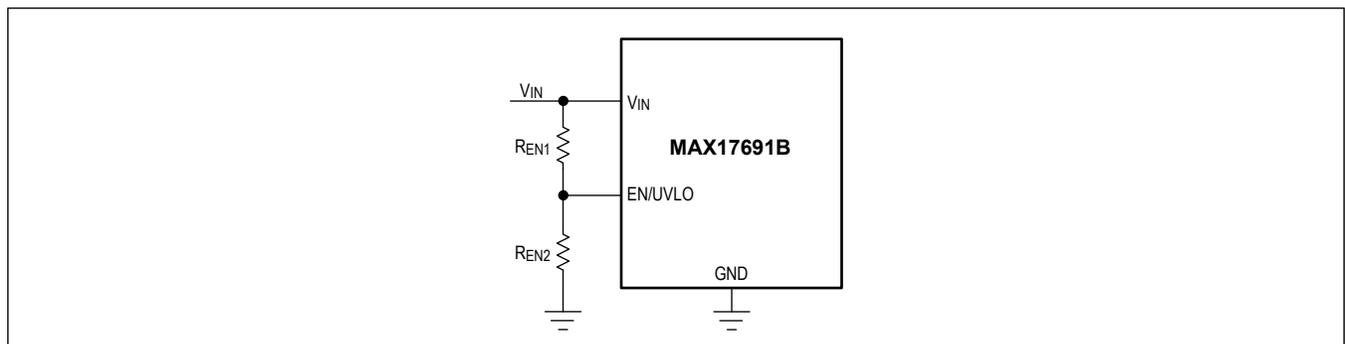 VIN
VIN
REN1
MAX17691B
EN/UVLO
REN2
GND